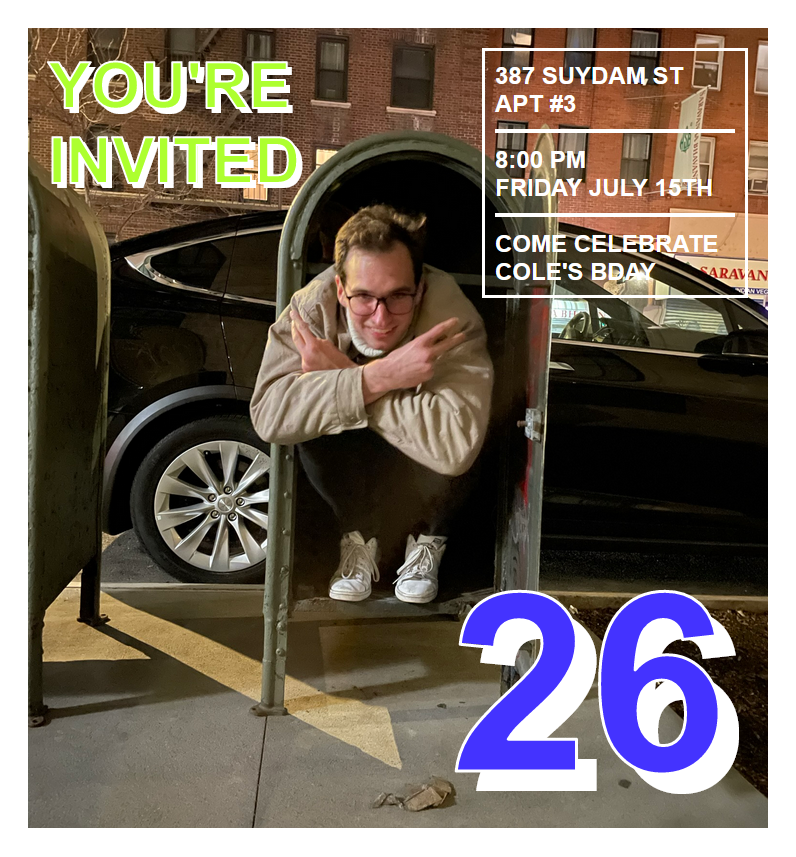 YOU'RE
INVITED
387 SUYDAM ST
APT #3
8:00 PM
FRIDAY JULY 15TH
COME CELEBRATE
COLE'S BDAY
SARAVAN
26